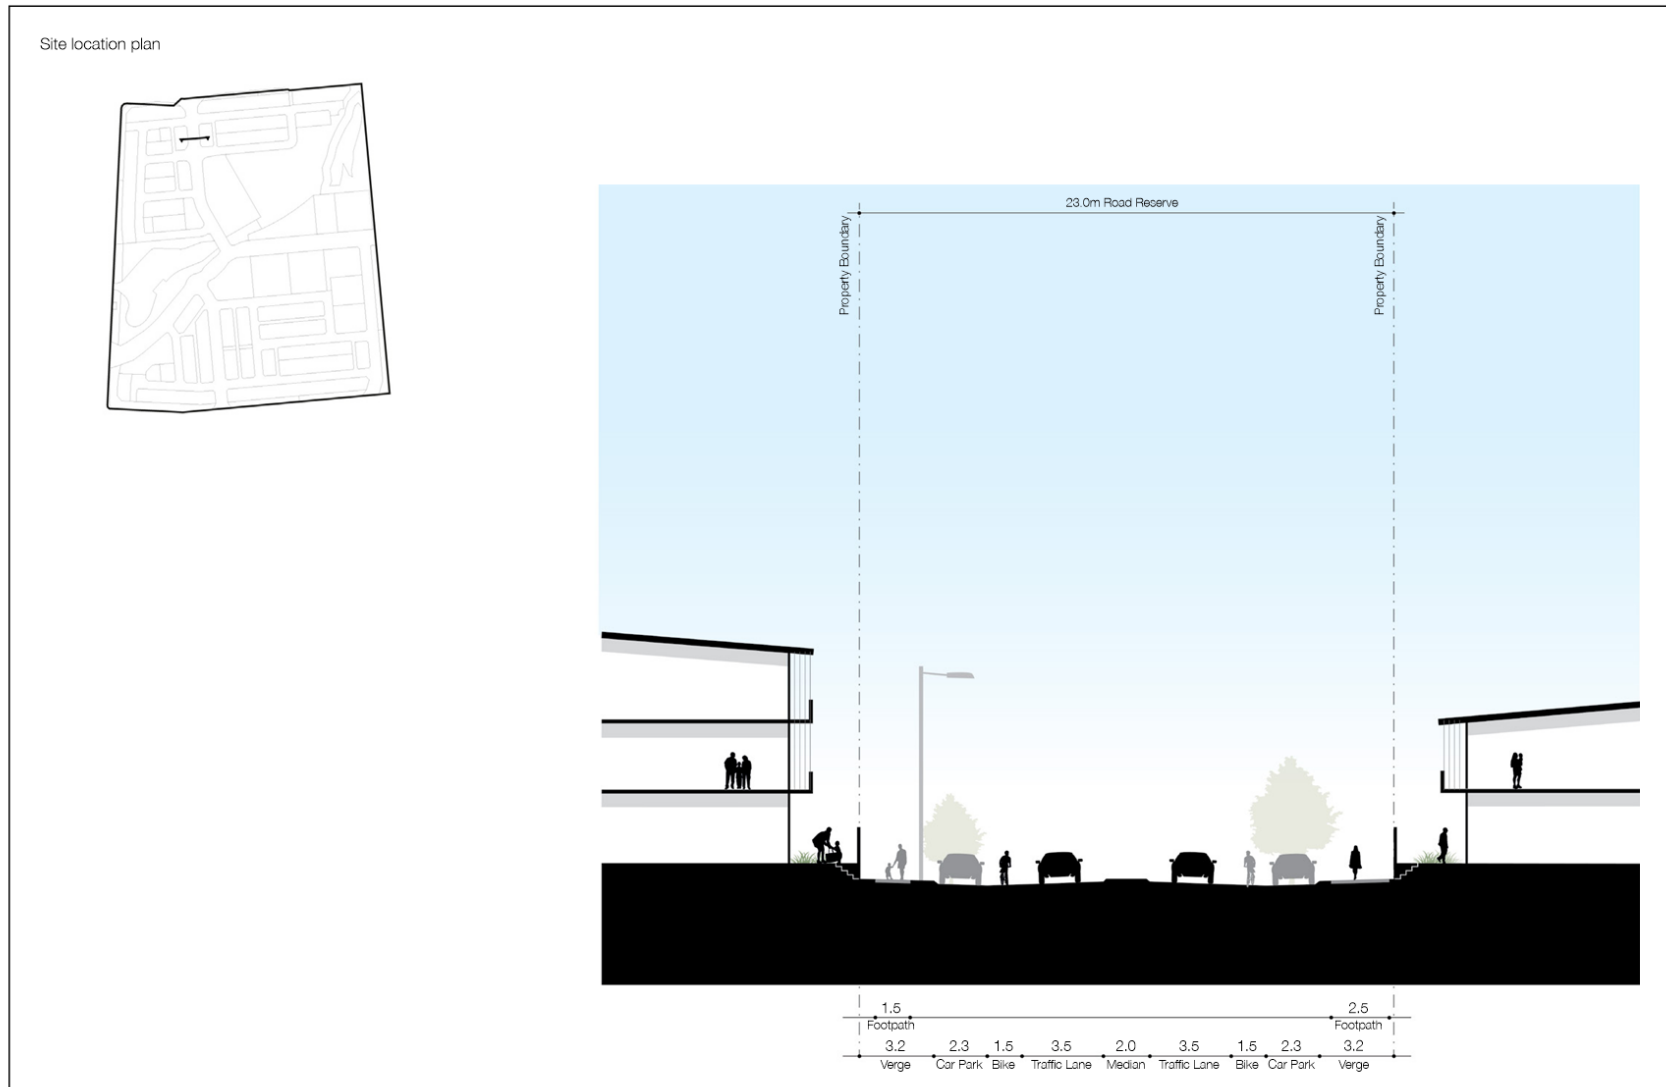 Site location plan
23.0m Road Reserve
Property Boundary
Property Boundary
1.5
2.5
Footpath
Footpath
3.2 2.3 1.5 3.5 2.0 3.5 1.5 2.3 3.2
Verge Car Park Bike Traffic Lane Median Traffic Lane Bike Car Park Verge